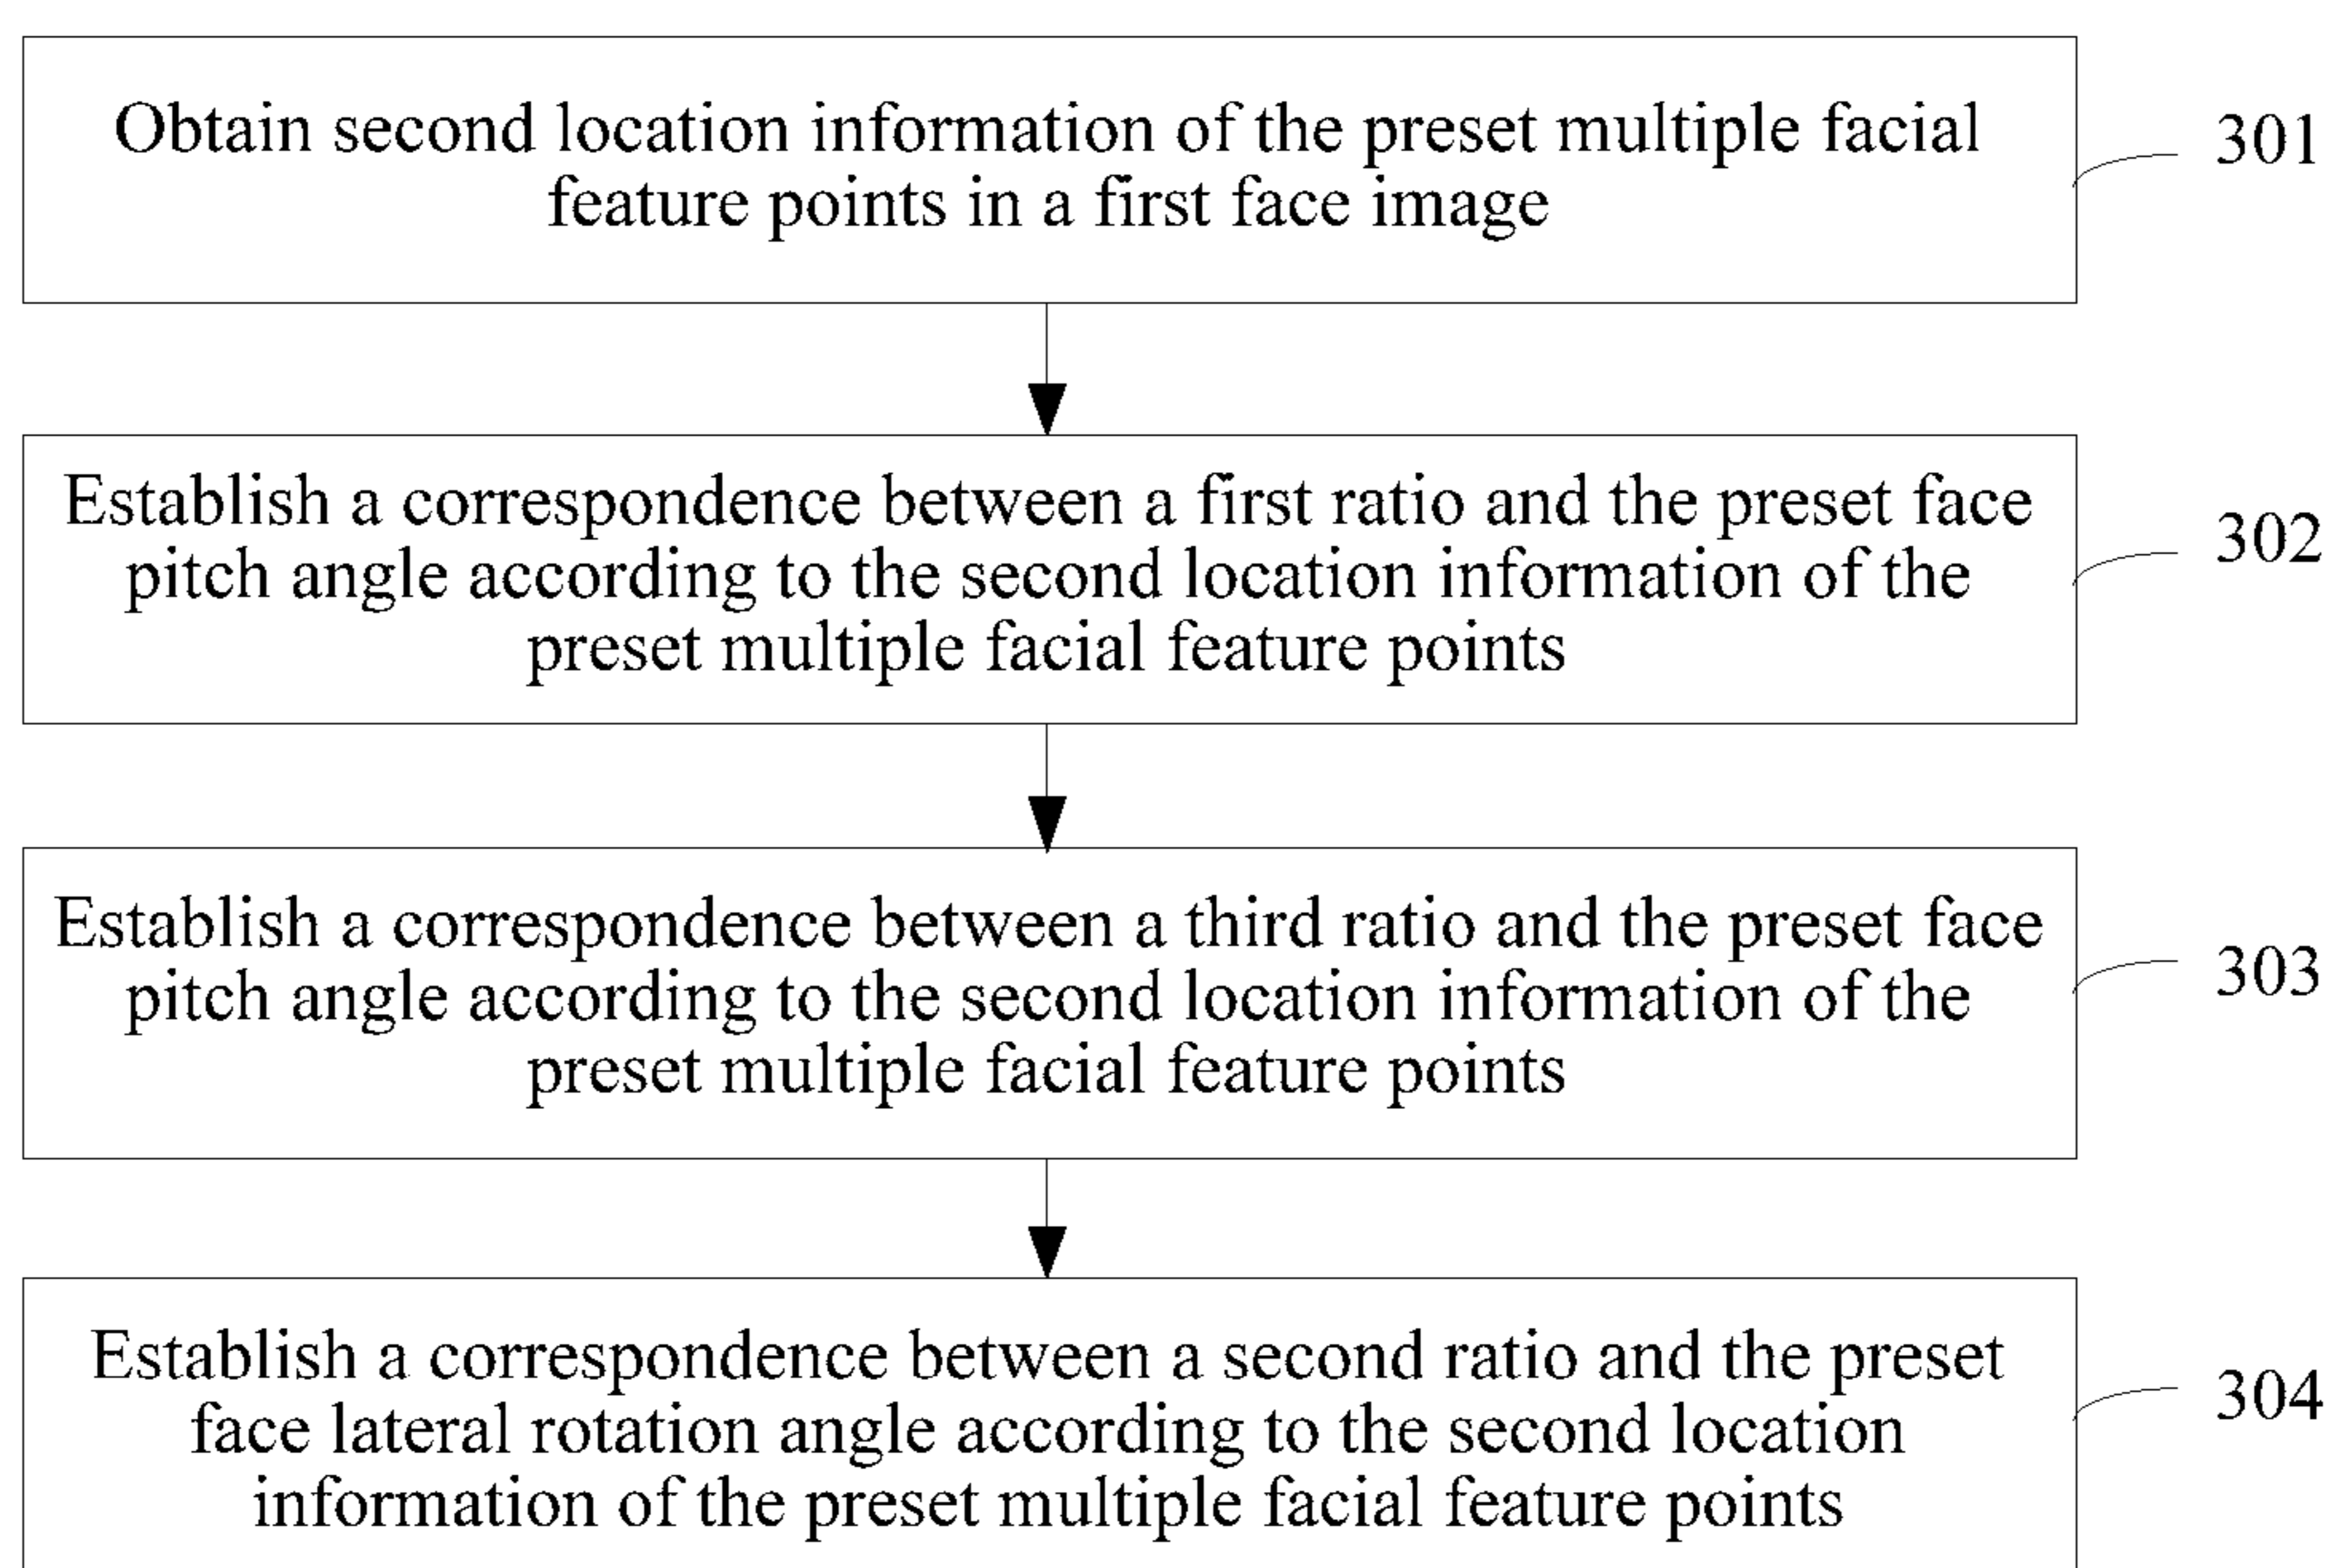 Obtain second location information of the preset multiple facial
feature points in a first face image
301
Establish a correspondence between a first ratio and the preset face
pitch angle according to the second location information of the
preset multiple facial feature points
302
Establish a correspondence between a third ratio and the preset face
pitch angle according to the second location information of the
preset multiple facial feature points
303
Establish a correspondence between a second ratio and the preset
face lateral rotation angle according to the second location
information of the preset multiple facial feature points
304